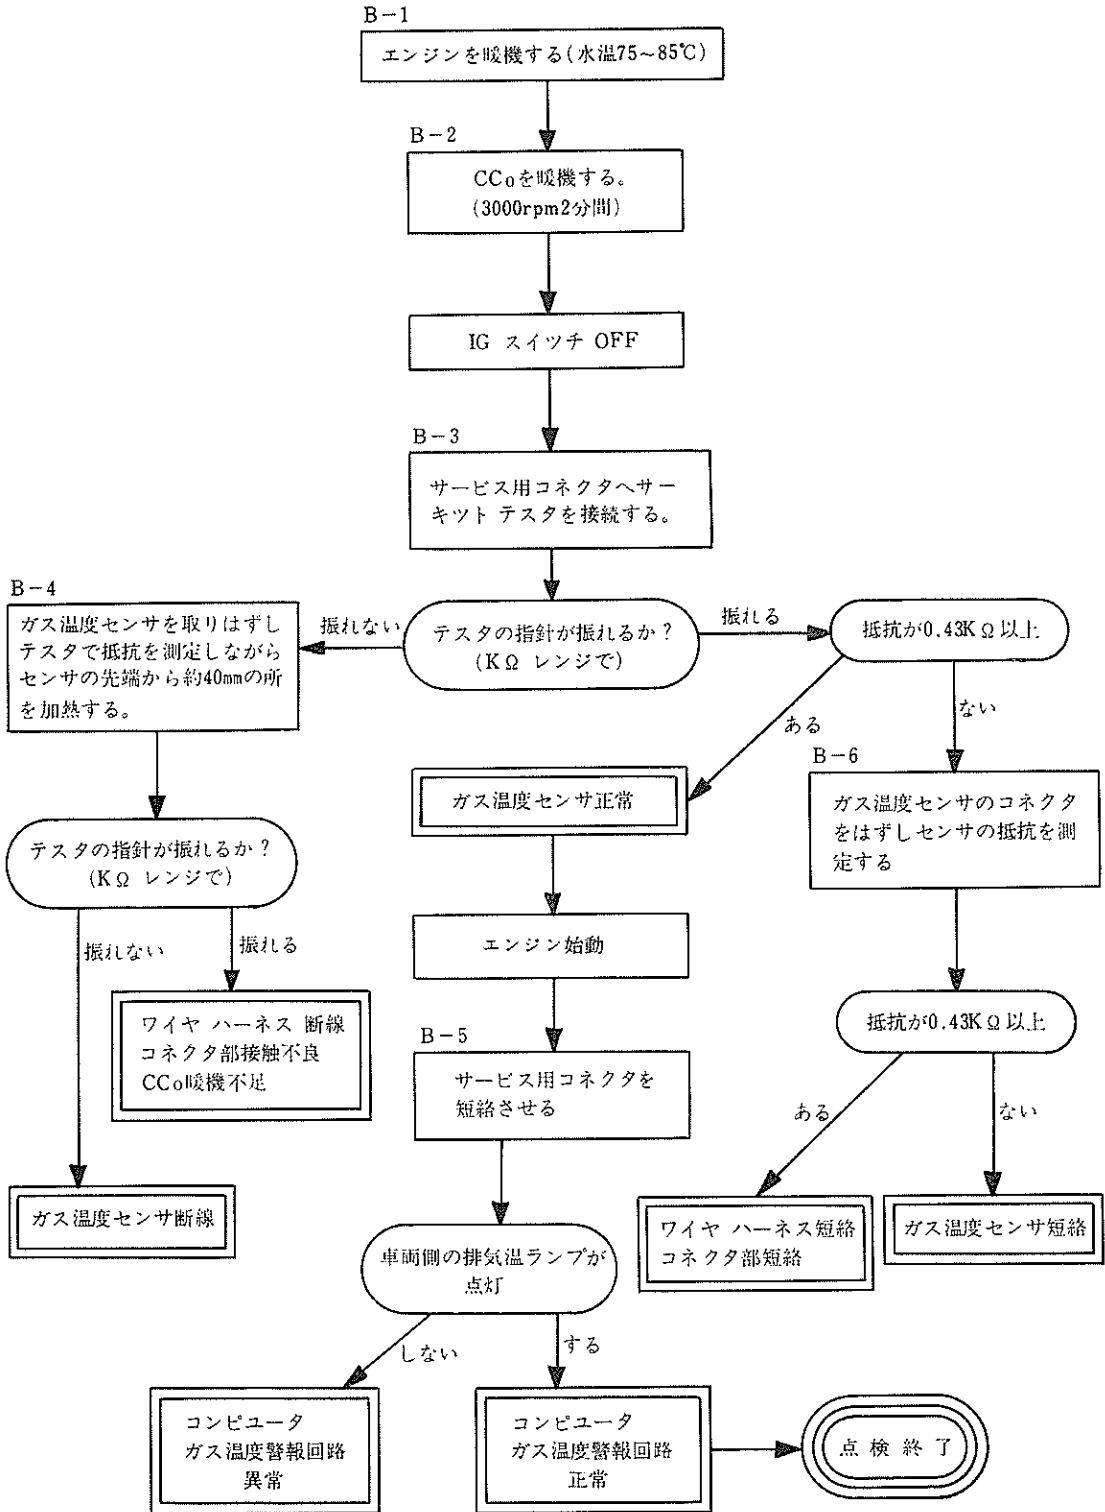 B-1
エンジンを暖機する(水温75~85℃)
B-2
CCoを暖機する。
(3000rpm2分間)
IG スイツチ OFF
B-3
サービス用コネクタへサー
キツト テスタを接続する。
B-4
ガス温度センサを取りはずし
テスタで抵抗を測定しながら
センサの先端から約40mmの所
を加熱する。
振れない
テスタの指針が振れるか?
(KΩ レンジで)
振れる
抵抗が0.43KΩ以上
ある
ない
ガス温度センサ正常
B-6
ガス温度センサのコネクタ
をはずしセンサの抵抗を測
定する
テスタの指針が振れるか?
(KΩ レンジで)
振れない
振れる
エンジン始動
ワイヤ ハーネス 断線
コネクタ部接触不良
CCo暖機不足
抵抗が0.43KΩ以上
B-5
サービス用コネクタを
短絡させる
ある
ない
ガス温度センサ断線
ワイヤ ハーネス短絡
コネクタ部短絡
ガス温度センサ短絡
車両側の排気温ランプが
点灯
しない
する
コンピユータ
ガス温度警報回路
異常
コンピユータ
ガス温度警報回路
正常
点検終了